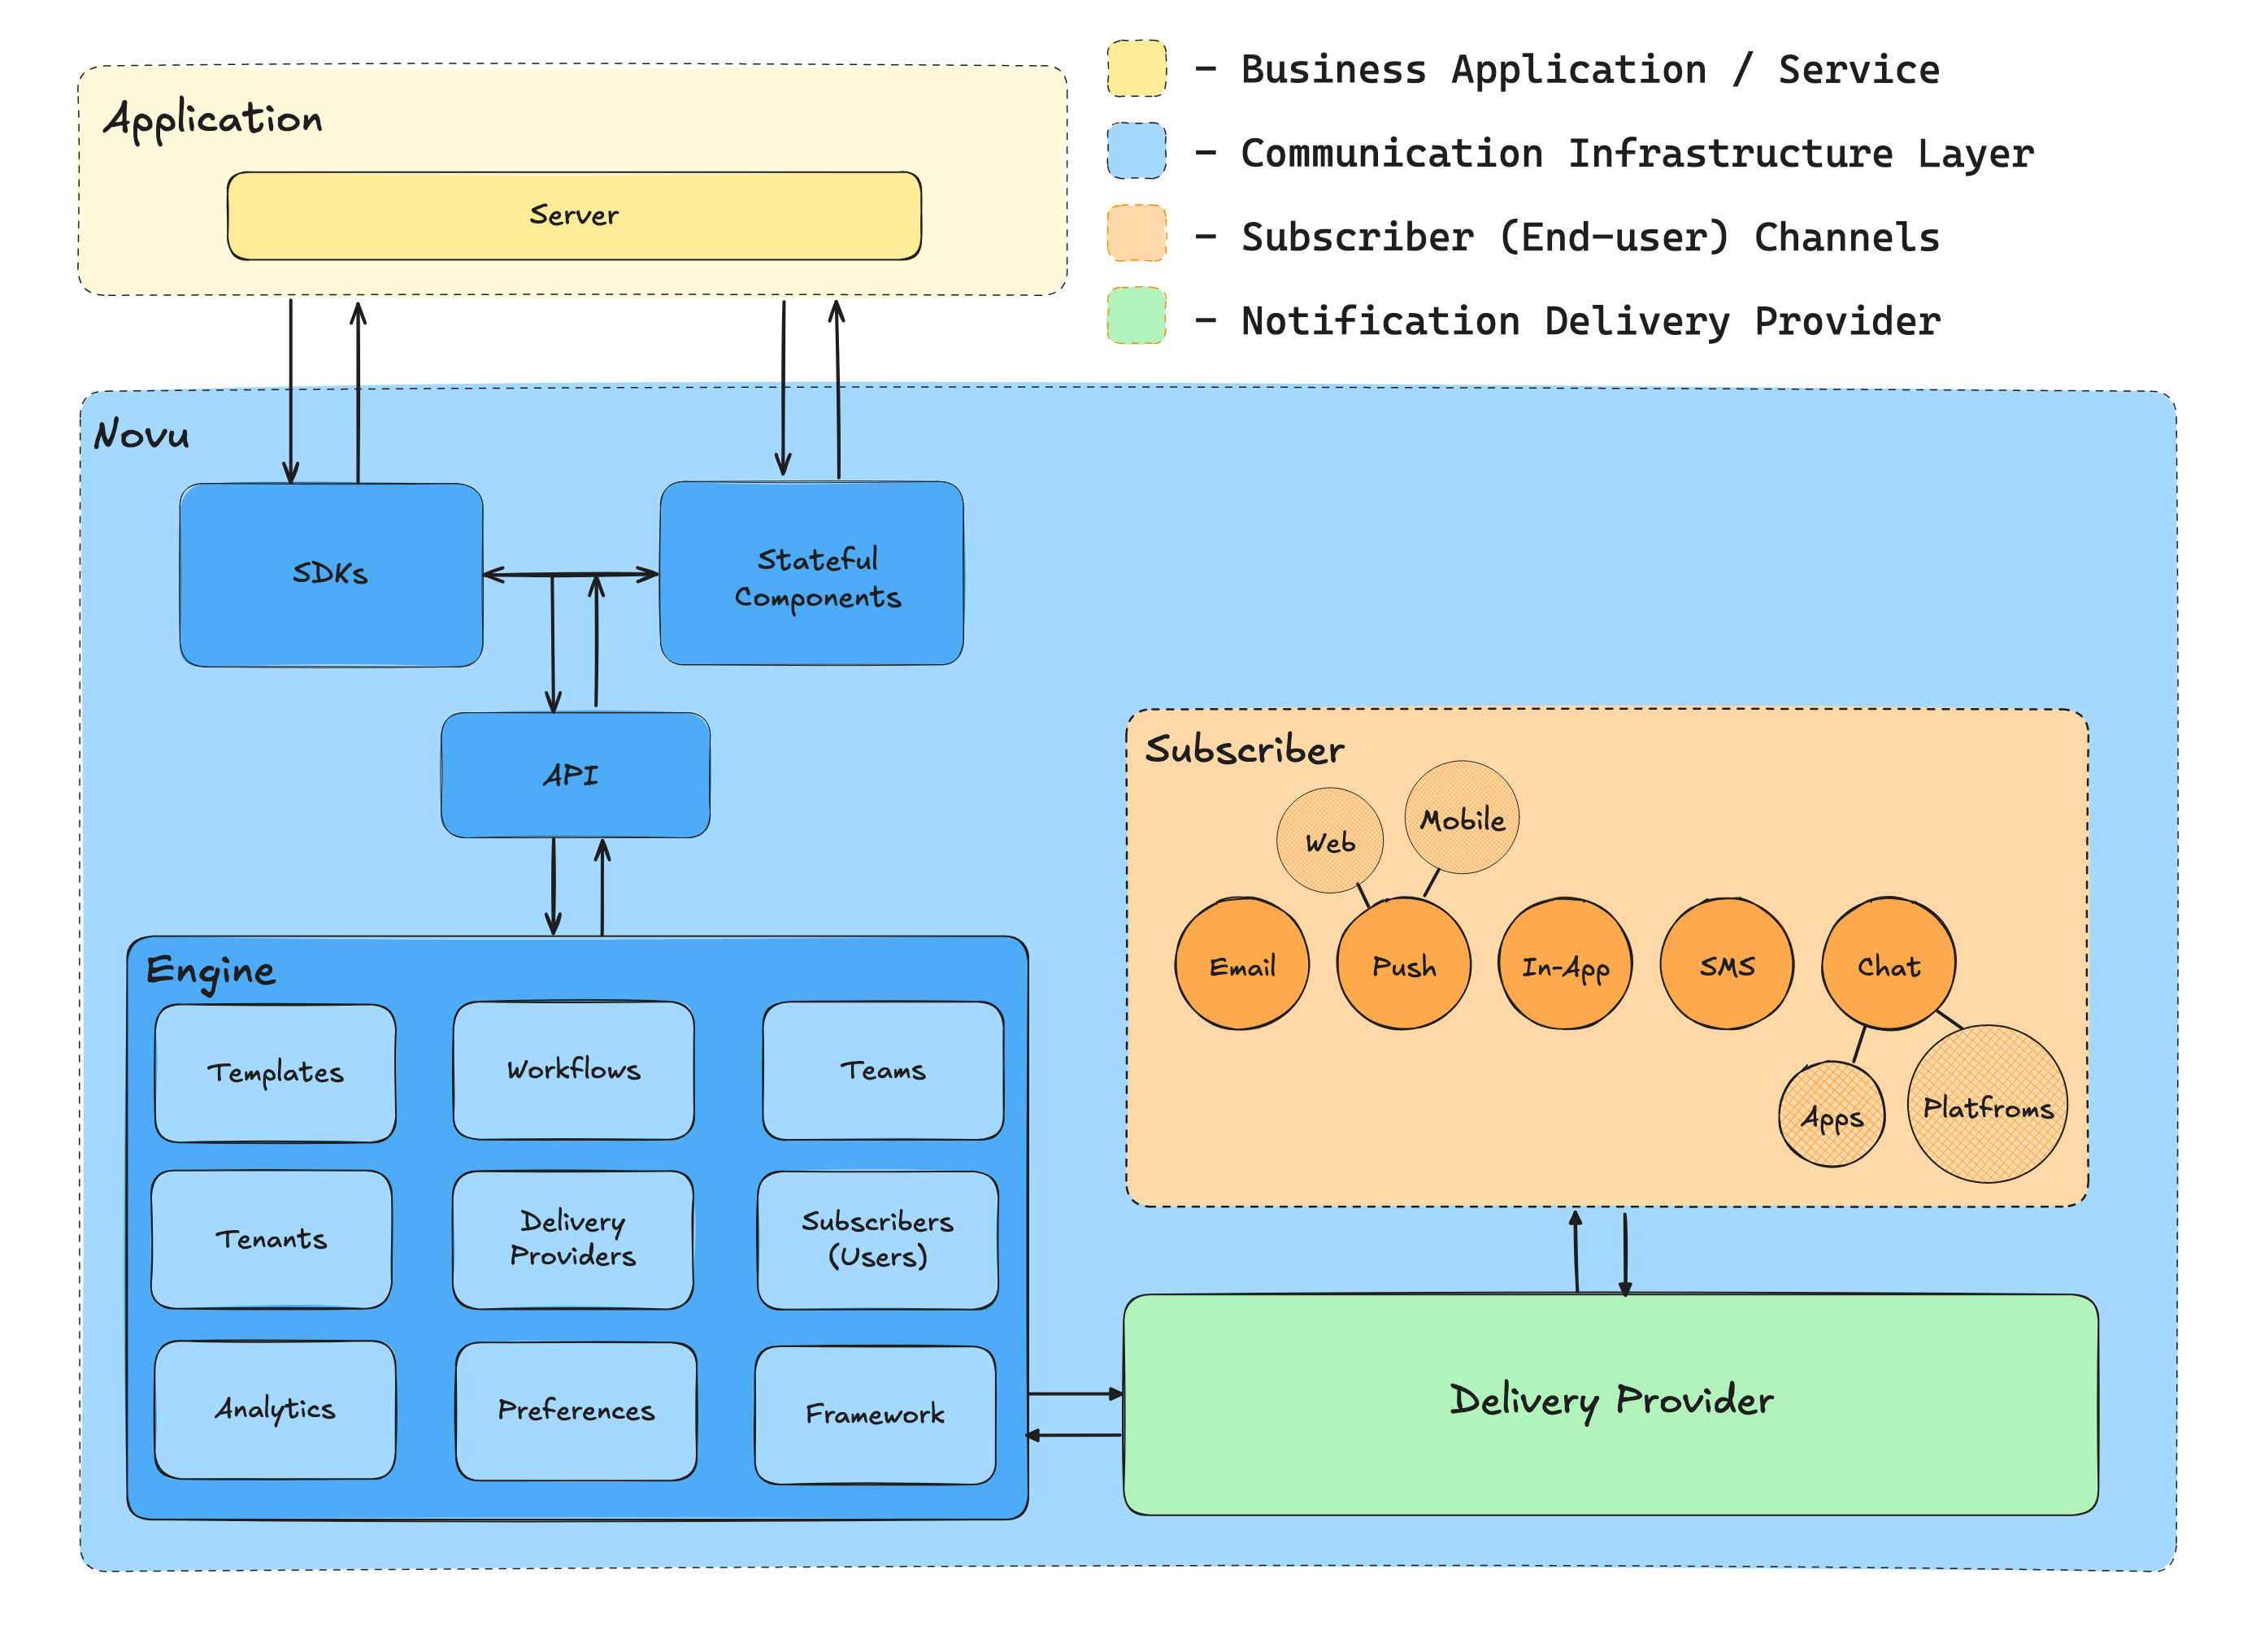 Application
Server
– Business Application / Service
– Communication Infrastructure Layer
– Subscriber (End-user) Channels
– Notification Delivery Provider
Novu
SDKs
Stateful
Components
API
Engine
Templates
Workflows
Teams
Tenants
Delivery
Providers
Subscribers
(Users)
Analytics
Preferences
Framework
Subscriber
Web
Mobile
Email
Push
In-App
SMS
Chat
Apps
Platfroms
Delivery Provider